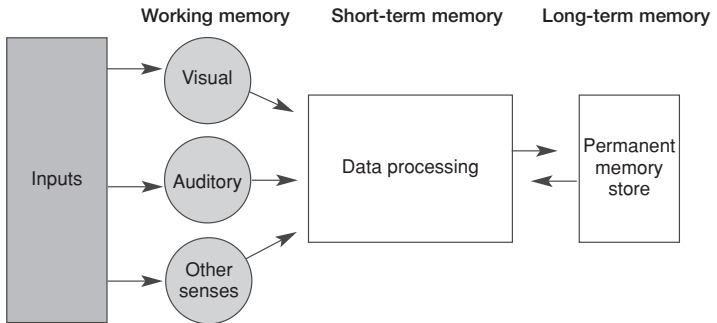 Working memory
Short-term memory
Long-term memory
Inputs
Visual
Auditory
Other
senses
Data processing
Permanent
memory
store